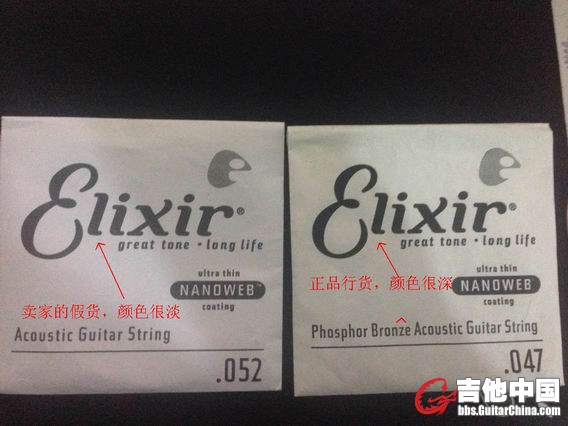 Elixir®
great tone • long life
ultra thin
NANOWEB™
coating
卖家的假货，颜色很淡
Acoustic Guitar String
.052
Elixir®
great tone • long life
ultra thin
正品行货，颜色很深
NANOWEB™
coating
Phosphor Bronze Acoustic Guitar String
.047
吉他中国
bbs.GuitarChina.com